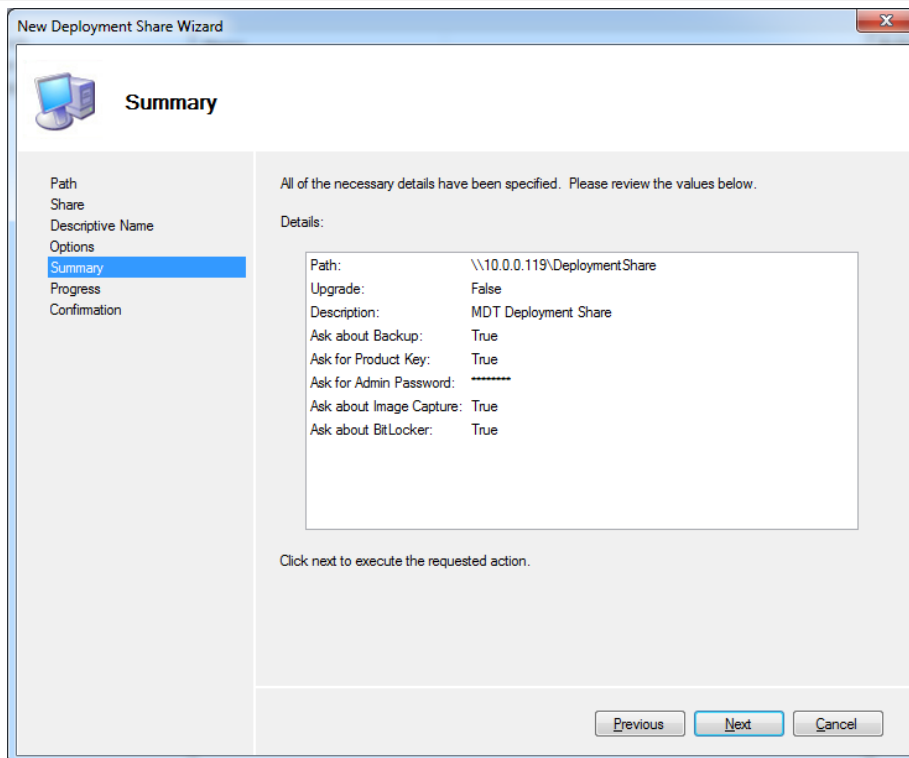 New Deployment Share Wizard
Summary
Path
Share
Descriptive Name
Options
Summary
Progress
Confirmation
All of the necessary details have been specified.  Please review the values below.
Details:
Path: \\10.0.0.119\DeploymentShare
Upgrade: False
Description: MDT Deployment Share
Ask about Backup: True
Ask for Product Key: True
Ask for Admin Password: ********
Ask about Image Capture: True
Ask about BitLocker: True
Click next to execute the requested action.
Previous Next Cancel